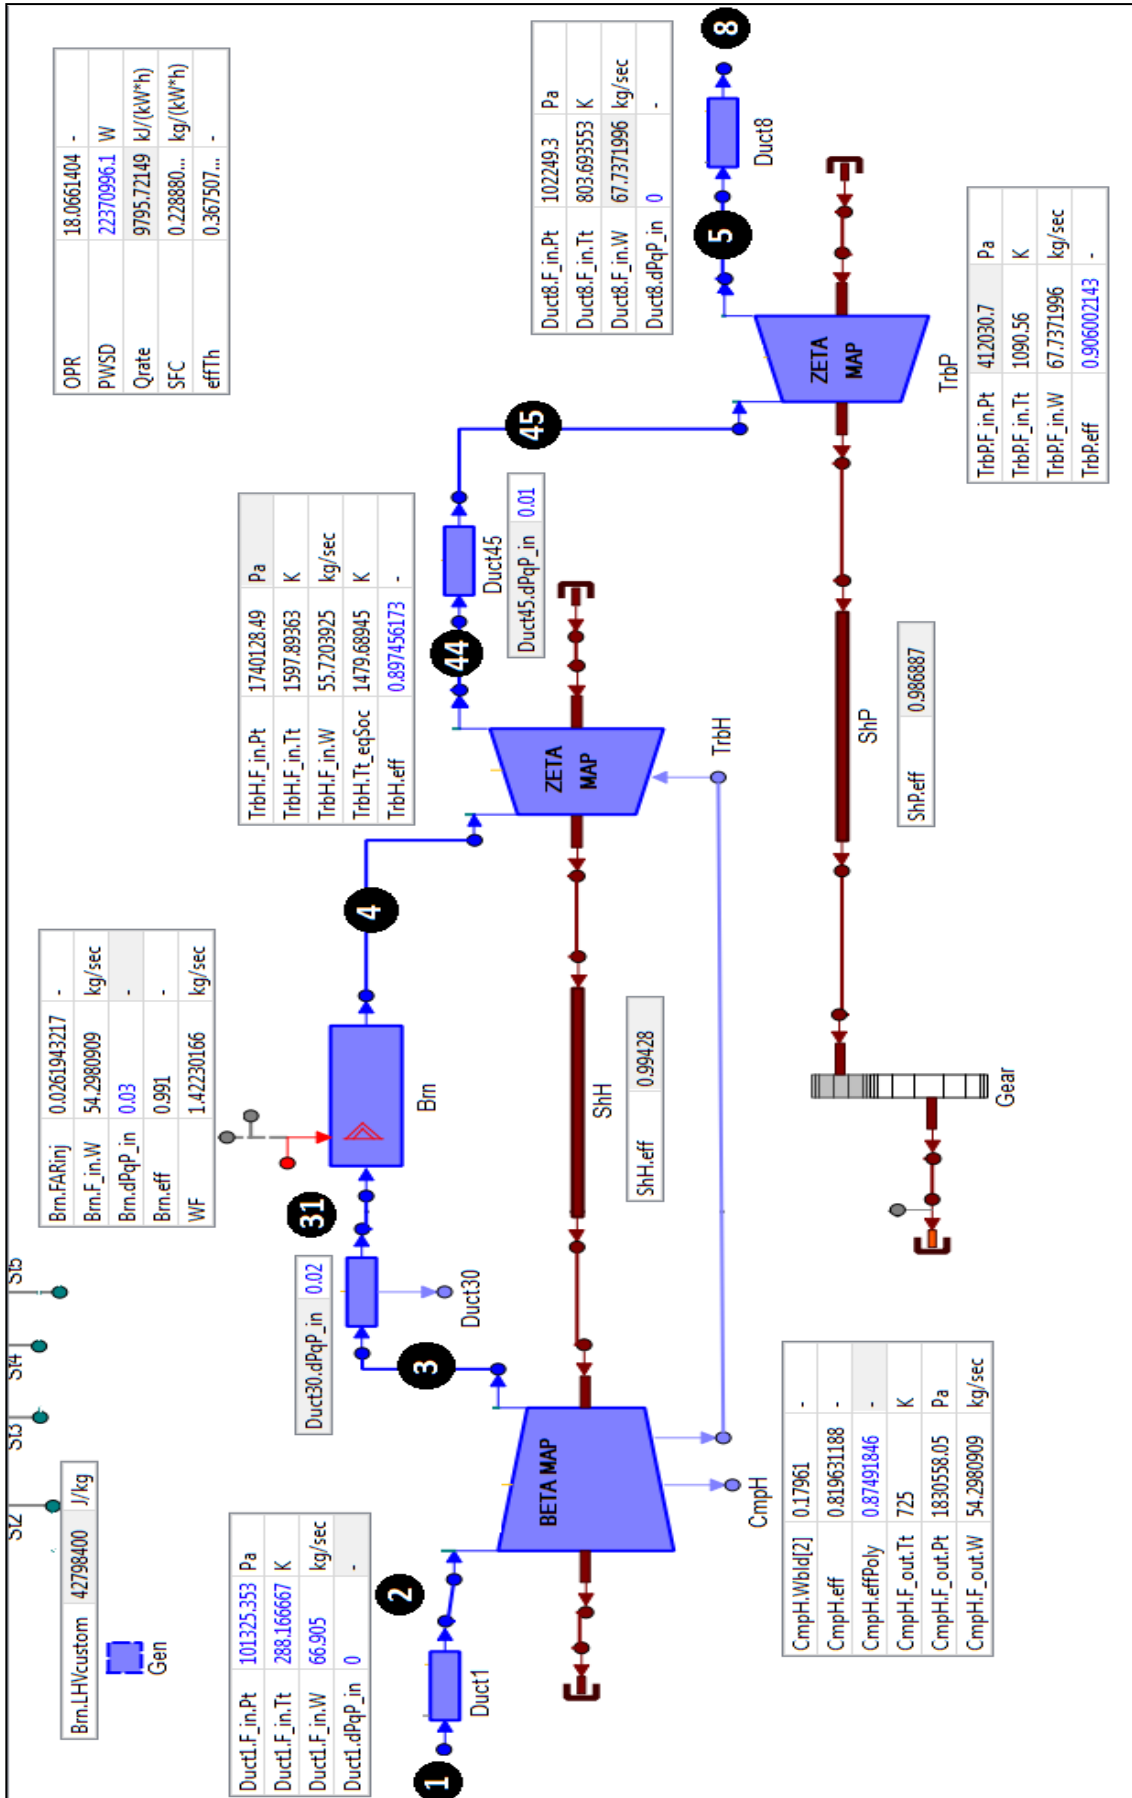 St2 St3 St4 St5
Brn.LHVcustom 42798400 J/kg
Gen
Brn.FARinj 0.0261943217 -
Brn.F_in.W 54.2980909 kg/sec
Brn.dPqP_in 0.03 -
Brn.eff 0.991 -
WF 1.42230166 kg/sec
OPR 18.0661404 -
PWSD 22370996.1 W
Qrate 9795.72149 kJ/(kW*h)
SFC 0.228880... kg/(kW*h)
effTh 0.367507... -
Duct1.F_in.Pt 101325.353 Pa
Duct1.F_in.Tt 288.166667 K
Duct1.F_in.W 66.905 kg/sec
Duct1.dPqP_in 0 -
Duct30.dPqP_in 0.02
TrbH.F_in.Pt 1740128.49 Pa
TrbH.F_in.Tt 1597.89363 K
TrbH.F_in.W 55.7203925 kg/sec
TrbH.Tt_eqSoc 1479.68945 K
TrbH.eff 0.897456173 -
1
Duct1
2
3
Duct30
31
Brn
4
44
Duct45
45
Duct45.dPqP_in 0.01
Duct8.F_in.Pt 102249.3 Pa
Duct8.F_in.Tt 803.693553 K
Duct8.F_in.W 67.7371996 kg/sec
Duct8.dPqP_in 0 -
BETA MAP
CmpH
ShH
ShH.eff 0.99428
ZETA
MAP
TrbH
5
Duct8
8
CmpH.Wbld[2] 0.17961 -
CmpH.eff 0.819631188 -
CmpH.effPoly 0.87491846 -
CmpH.F_out.Tt 725 K
CmpH.F_out.Pt 1830558.05 Pa
CmpH.F_out.W 54.2980909 kg/sec
Gear
ShP
ShP.eff 0.986887
ZETA
MAP
TrbP
TrbP.F_in.Pt 412030.7 Pa
TrbP.F_in.Tt 1090.56 K
TrbP.F_in.W 67.7371996 kg/sec
TrbP.eff 0.906002143 -